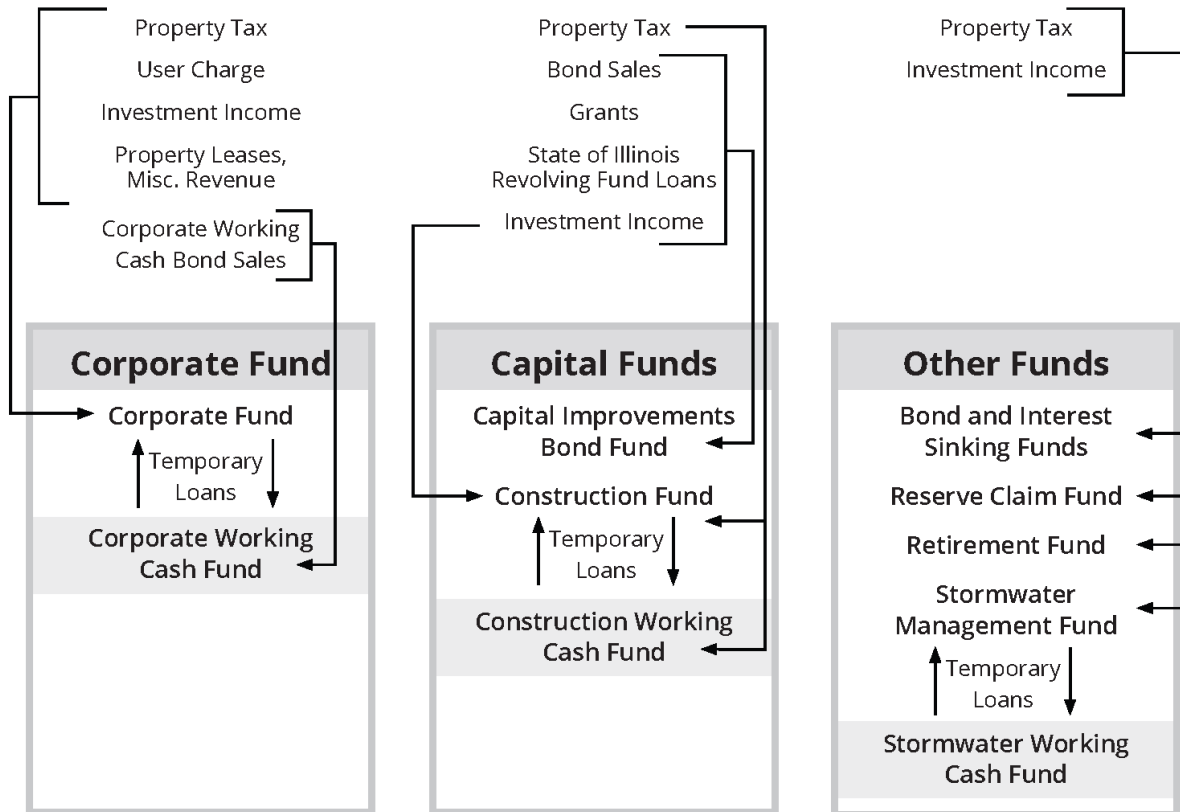 Property Tax
User Charge
Investment Income
Property Leases,
Misc. Revenue
Corporate Working
Cash Bond Sales
Corporate Fund
Corporate Fund
Temporary
Loans
Corporate Working
Cash Fund
Property Tax
Bond Sales
Grants
State of Illinois
Revolving Fund Loans
Investment Income
Capital Funds
Capital Improvements
Bond Fund
Construction Fund
Temporary
Loans
Construction Working
Cash Fund
Property Tax
Investment Income
Other Funds
Bond and Interest
Sinking Funds
Reserve Claim Fund
Retirement Fund
Stormwater
Management Fund
Temporary
Loans
Stormwater Working
Cash Fund